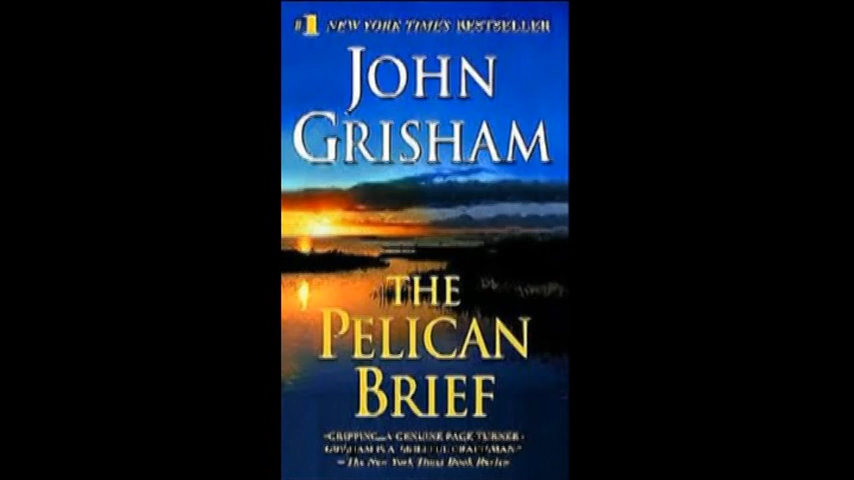 #1 NEW YORK TIMES BESTSELLER
JOHN
GRISHAM
THE
PELICAN
BRIEF
"GRIPPING...A GENUINE PAGE-TURNER.
GRISHAM IS A SKILLFUL CRAFTSMAN."
—The New York Times Book Review